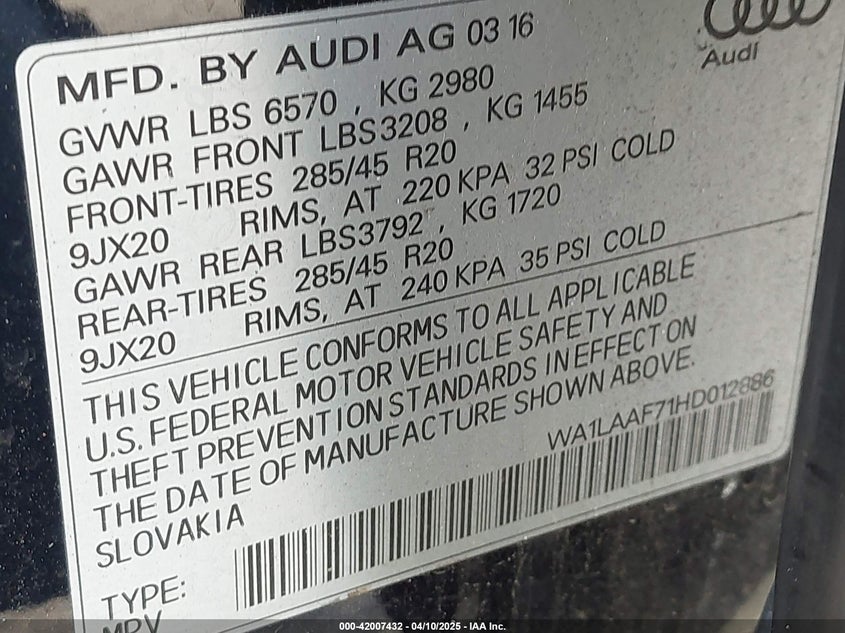 MFD. BY AUDI AG 03 16
Audi
GVWR LBS 6570 , KG 2980
GAWR FRONT LBS3208 , KG 1455
FRONT-TIRES 285/45 R20
9JX20 RIMS, AT 220 KPA 32 PSI COLD
GAWR REAR LBS3792 , KG 1720
REAR-TIRES 285/45 R20
9JX20 RIMS, AT 240 KPA 35 PSI COLD
THIS VEHICLE CONFORMS TO ALL APPLICABLE
U.S. FEDERAL MOTOR VEHICLE SAFETY AND
THEFT PREVENTION STANDARDS IN EFFECT ON
THE DATE OF MANUFACTURE SHOWN ABOVE.
SLOVAKIA
WA1LAAF71HD012886
TYPE:
MPV
000-42007432 - 04/10/2025 - IAA Inc.